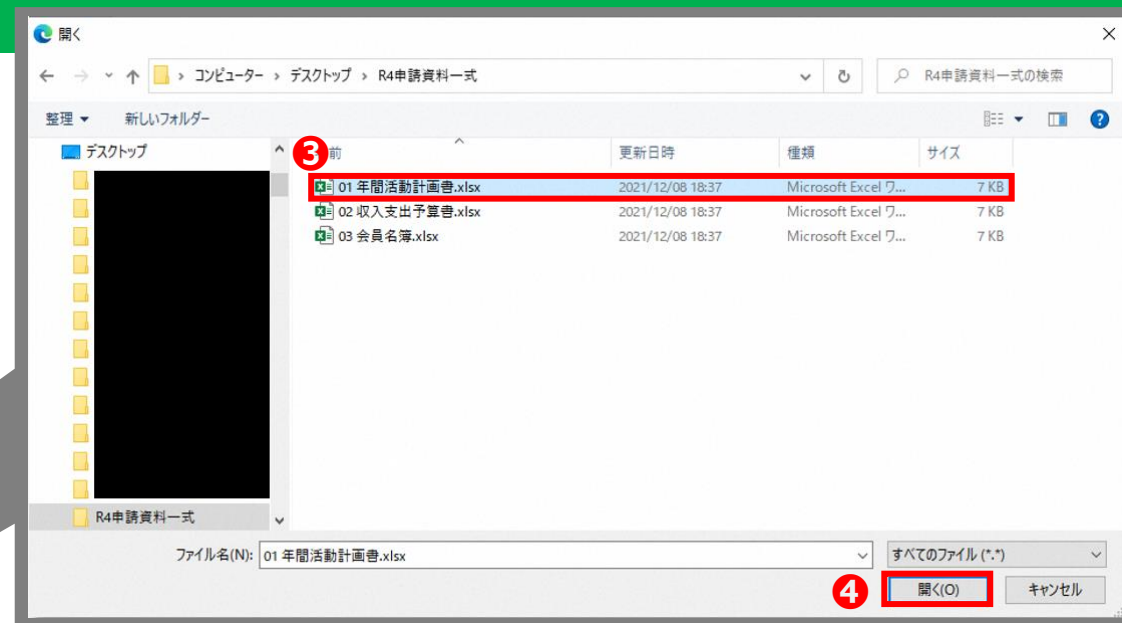 開く
コンピューター › デスクトップ › R4申請資料一式
R4申請資料一式の検索
整理 新しいフォルダー
デスクトップ
❸ 前 更新日時 種類 サイズ
01 年間活動計画書.xlsx 2021/12/08 18:37 Microsoft Excel ワ... 7 KB
02 収入支出予算書.xlsx 2021/12/08 18:37 Microsoft Excel ワ... 7 KB
03 会員名簿.xlsx 2021/12/08 18:37 Microsoft Excel ワ... 7 KB
R4申請資料一式
ファイル名(N): 01 年間活動計画書.xlsx すべてのファイル (*.*)
❹ 開く(O) キャンセル